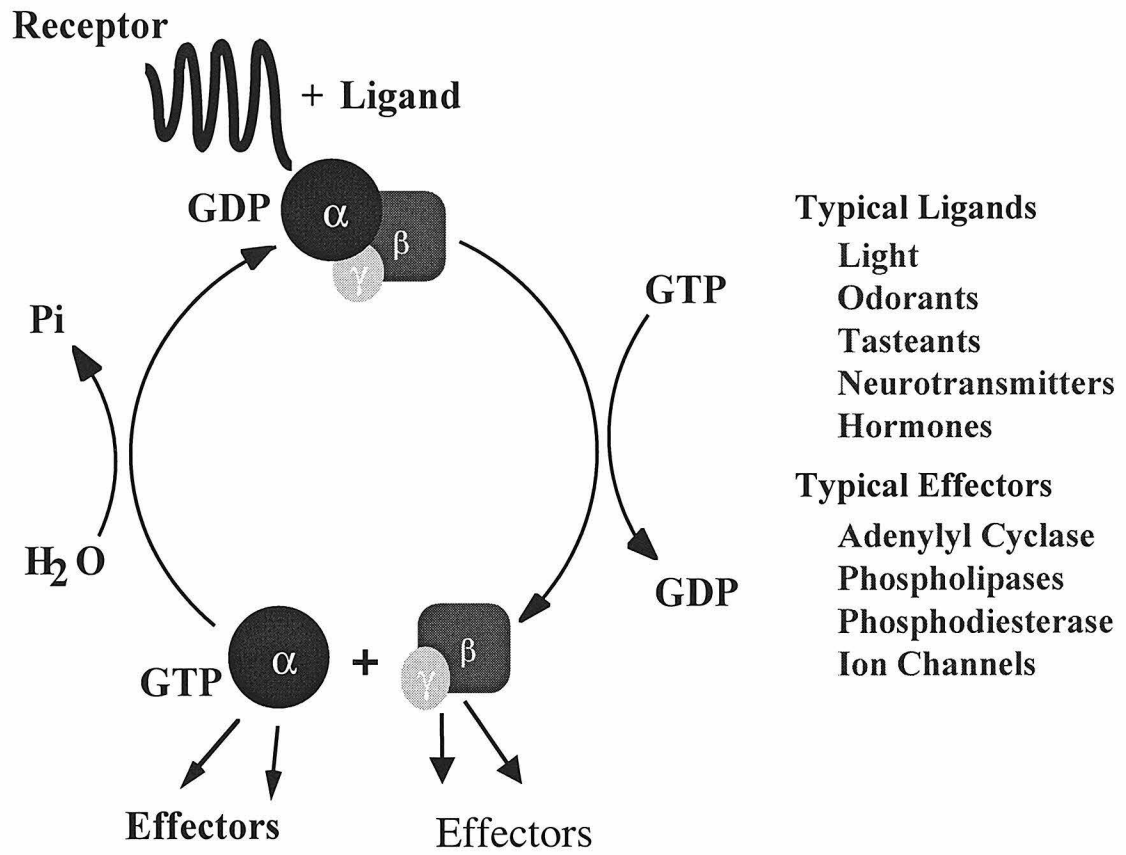 Receptor
+ Ligand
GDP
α
β
γ
GTP
Pi
H2O
GDP
GTP
α
+
β
γ
Effectors
Effectors
Typical Ligands
Light
Odorants
Tasteants
Neurotransmitters
Hormones
Typical Effectors
Adenylyl Cyclase
Phospholipases
Phosphodiesterase
Ion Channels